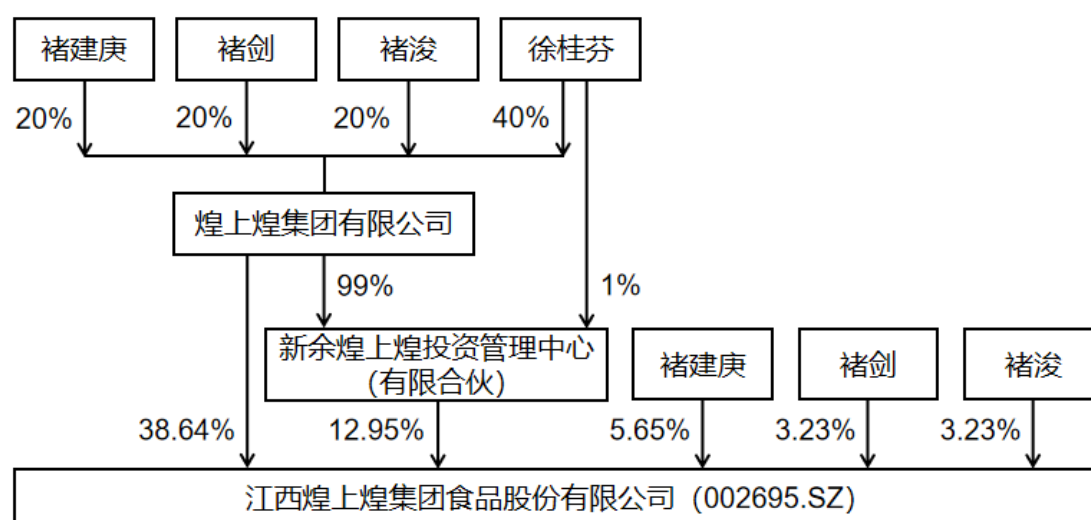 褚建庚
褚剑
褚浚
徐桂芬
20%
20%
20%
40%
煌上煌集团有限公司
99%
1%
新余煌上煌投资管理中心
（有限合伙）
褚建庚
褚剑
褚浚
38.64%
12.95%
5.65%
3.23%
3.23%
江西煌上煌集团食品股份有限公司（002695.SZ）